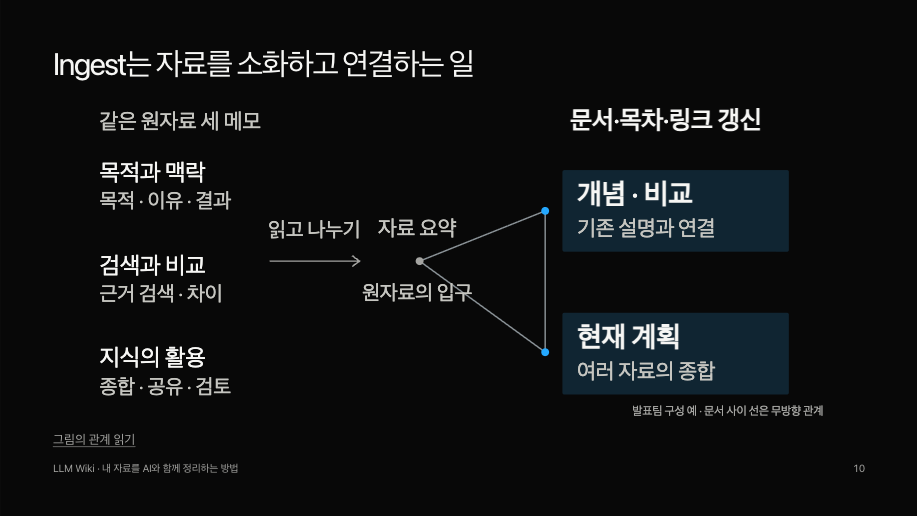 Ingest는 자료를 소화하고 연결하는 일
같은 원자료 세 메모
목적과 맥락
목적 · 이유 · 결과
검색과 비교
근거 검색 · 차이
지식의 활용
종합 · 공유 · 검토
읽고 나누기
자료 요약
원자료의 입구
문서·목차·링크 갱신
개념 · 비교
기존 설명과 연결
현재 계획
여러 자료의 종합
발표팀 구성 예 · 문서 사이 선은 무방향 관계
그림의 관계 읽기
LLM Wiki · 내 자료를 AI와 함께 정리하는 방법
10